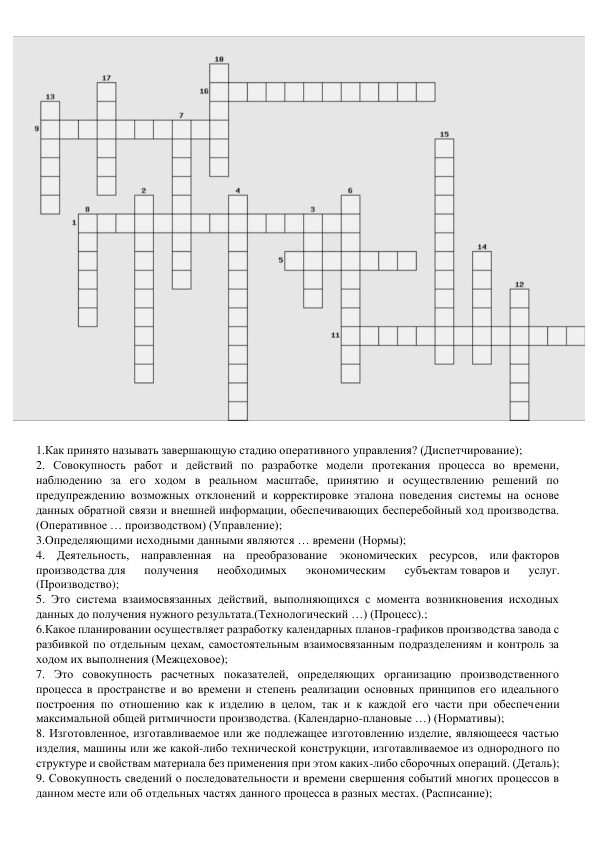 18
17
16
13
7
9
15
2
4
6
8
3
1
14
5
12
11
1.Как принято называть завершающую стадию оперативного управления? (Диспетчирование);
2. Совокупность работ и действий по разработке модели протекания процесса во времени,
наблюдению за его ходом в реальном масштабе, принятию и осуществлению решений по
предупреждению возможных отклонений и корректировке эталона поведения системы на основе
данных обратной связи и внешней информации, обеспечивающих бесперебойный ход производства.
(Оперативное … производством) (Управление);
3.Определяющими исходными данными являются … времени (Нормы);
4. Деятельность, направленная на преобразование экономических ресурсов, или факторов
производства для получения необходимых экономическим субъектам товаров и услуг.
(Производство);
5. Это система взаимосвязанных действий, выполняющихся с момента возникновения исходных
данных до получения нужного результата.(Технологический …) (Процесс).;
6.Какое планировании осуществляет разработку календарных планов-графиков производства завода с
разбивкой по отдельным цехам, самостоятельным взаимосвязанным подразделениям и контроль за
ходом их выполнения (Межцеховое);
7. Это совокупность расчетных показателей, определяющих организацию производственного
процесса в пространстве и во времени и степень реализации основных принципов его идеального
построения по отношению как к изделию в целом, так и к каждой его части при обеспечении
максимальной общей ритмичности производства. (Календарно-плановые …) (Нормативы);
8. Изготовленное, изготавливаемое или же подлежащее изготовлению изделие, являющееся частью
изделия, машины или же какой-либо технической конструкции, изготавливаемое из однородного по
структуре и свойствам материала без применения при этом каких-либо сборочных операций. (Деталь);
9. Совокупность сведений о последовательности и времени свершения событий многих процессов в
данном месте или об отдельных частях данного процесса в разных местах. (Расписание);